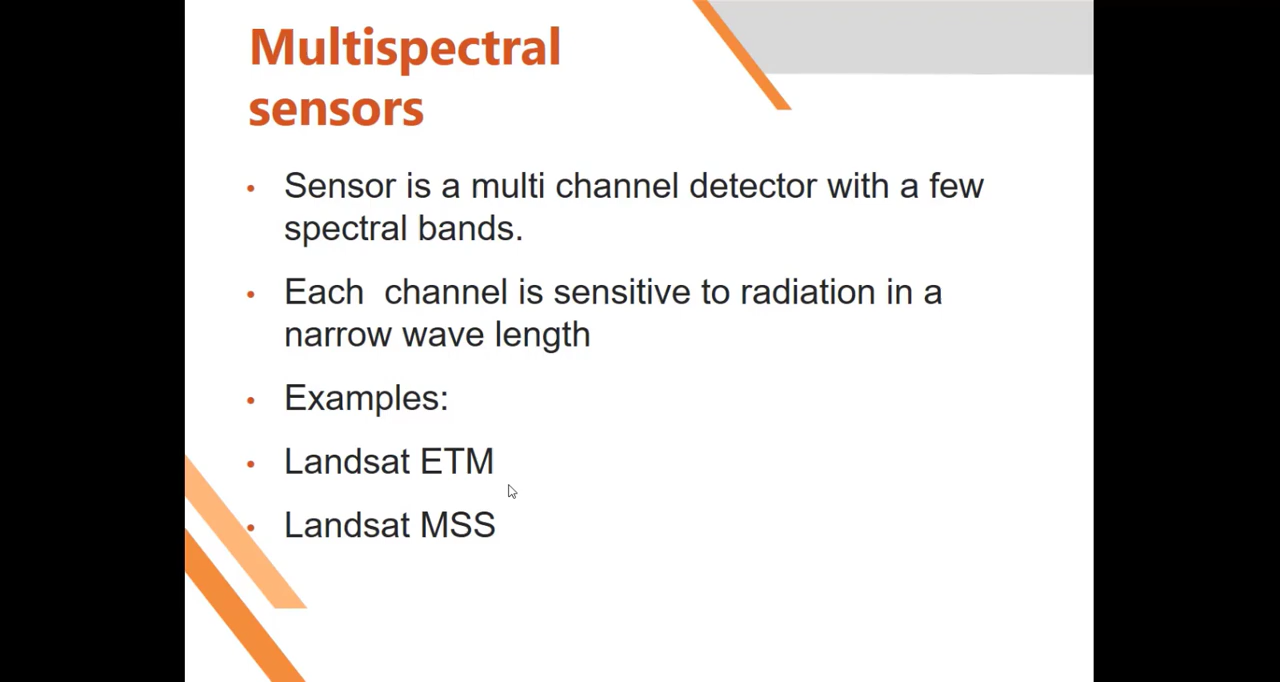 Multispectral
sensors
• Sensor is a multi channel detector with a few
spectral bands.
• Each  channel is sensitive to radiation in a
narrow wave length
• Examples:
• Landsat ETM
• Landsat MSS